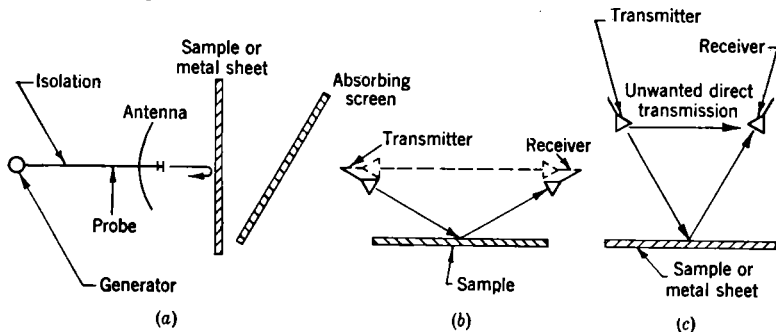 Isolation
Antenna
Probe
Generator
Sample or
metal sheet
Absorbing
screen
(a)
Transmitter
Receiver
Sample
(b)
Transmitter
Receiver
Unwanted direct
transmission
Sample or
metal sheet
(c)